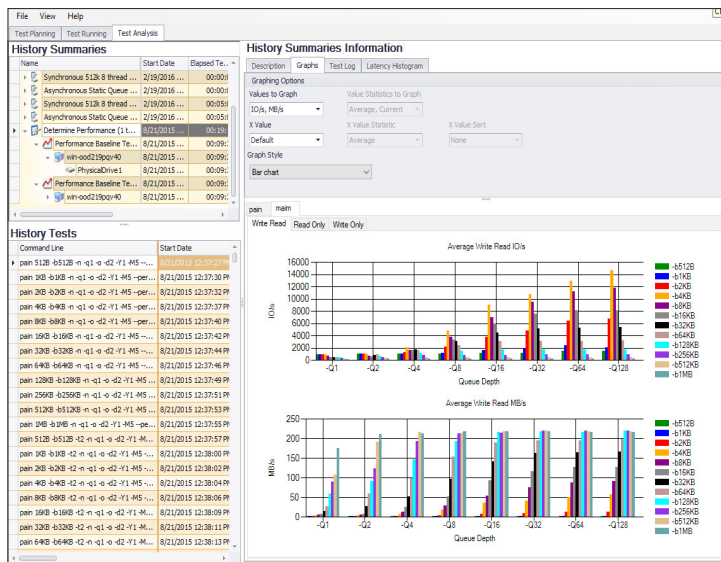 File View Help
Test Planning Test Running Test Analysis
History Summaries
Name Start Date Elapsed Te...
Synchronous 512k 8 thread ... 2/19/2016 ... 00:00:
Asynchronous Static Queue ... 2/19/2016 ... 00:00:
Synchronous 512k 8 thread ... 2/19/2016 ... 00:05:
Asynchronous Static Queue ... 2/19/2016 ... 00:05:
Determine Performance (1 t... 8/21/2015 ... 00:19:
Performance Baseline Te... 8/21/2015 ... 00:09:
win-ood219pqv40 8/21/2015 ... 00:09:
PhysicalDrive1 8/21/2015 ... 00:09:
Performance Baseline Te... 8/21/2015 ... 00:09:
win-ood219pqv40 8/21/2015 ... 00:09:
History Tests
Command Line Start Date
pain 512B -b512B -n -q1 -o -d2 -Y1 -M5 --... 8/21/2015 12:37:27 PM
pain 1KB -b1KB -n -q1 -o -d2 -Y1 -M5 --per... 8/21/2015 12:37:30 PM
pain 2KB -b2KB -n -q1 -o -d2 -Y1 -M5 --per... 8/21/2015 12:37:32 PM
pain 4KB -b4KB -n -q1 -o -d2 -Y1 -M5 --per... 8/21/2015 12:37:37 PM
pain 8KB -b8KB -n -q1 -o -d2 -Y1 -M5 --per... 8/21/2015 12:37:40 PM
pain 16KB -b16KB -n -q1 -o -d2 -Y1 -M5 --... 8/21/2015 12:37:42 PM
pain 32KB -b32KB -n -q1 -o -d2 -Y1 -M5 --... 8/21/2015 12:37:44 PM
pain 64KB -b64KB -n -q1 -o -d2 -Y1 -M5 --... 8/21/2015 12:37:46 PM
pain 128KB -b128KB -n -q1 -o -d2 -Y1 -M5 ... 8/21/2015 12:37:49 PM
pain 256KB -b256KB -n -q1 -o -d2 -Y1 -M5 ... 8/21/2015 12:37:51 PM
pain 512KB -b512KB -n -q1 -o -d2 -Y1 -M5 ... 8/21/2015 12:37:53 PM
pain 1MB -b1MB -n -q1 -o -d2 -Y1 -M5 --pe... 8/21/2015 12:37:55 PM
pain 512B -b512B -t2 -n -q1 -o -d2 -Y1 -M... 8/21/2015 12:37:57 PM
pain 1KB -b1KB -t2 -n -q1 -o -d2 -Y1 -M5 -... 8/21/2015 12:38:00 PM
pain 2KB -b2KB -t2 -n -q1 -o -d2 -Y1 -M5 -... 8/21/2015 12:38:02 PM
pain 4KB -b4KB -t2 -n -q1 -o -d2 -Y1 -M5 -... 8/21/2015 12:38:04 PM
pain 8KB -b8KB -t2 -n -q1 -o -d2 -Y1 -M5 -... 8/21/2015 12:38:06 PM
pain 16KB -b16KB -t2 -n -q1 -o -d2 -Y1 -M... 8/21/2015 12:38:09 PM
pain 32KB -b32KB -t2 -n -q1 -o -d2 -Y1 -M... 8/21/2015 12:38:11 PM
pain 64KB -b64KB -t2 -n -q1 -o -d2 -Y1 -M... 8/21/2015 12:38:13 PM
History Summaries Information
Description Graphs Test Log Latency Histogram
Graphing Options
Values to Graph Value Statistics to Graph
IO/s, MB/s Average, Current
X Value X Value Statistic X Value Sort
Default Average None
Graph Style
Bar chart
pain maim
Write Read Read Only Write Only
Average Write Read IO/s
16000
14000
12000
10000
8000
6000
4000
2000
0
IO/s
-Q1 -Q2 -Q4 -Q8 -Q16 -Q32 -Q64 -Q128
Queue Depth
-b512B
-b1KB
-b2KB
-b4KB
-b8KB
-b16KB
-b32KB
-b64KB
-b128KB
-b256KB
-b512KB
-b1MB
Average Write Read MB/s
250
200
150
100
50
0
MB/s
-Q1 -Q2 -Q4 -Q8 -Q16 -Q32 -Q64 -Q128
Queue Depth
-b512B
-b1KB
-b2KB
-b4KB
-b8KB
-b16KB
-b32KB
-b64KB
-b128KB
-b256KB
-b512KB
-b1MB